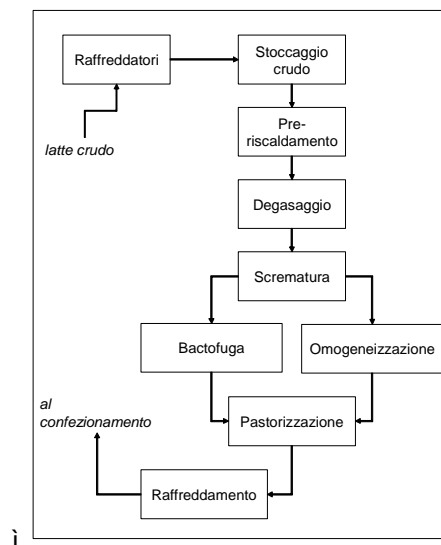 Raffreddatori
Stoccaggio
crudo
latte crudo
Pre-
riscaldamento
Degasaggio
Scrematura
Bactofuga
Omogeneizzazione
al
confezionamento
Pastorizzazione
Raffreddamento
ì